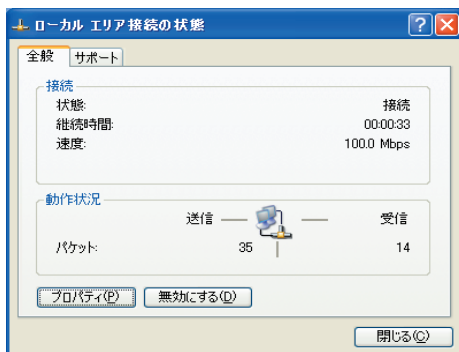 ローカル エリア接続の状態
全般 サポート
接続
状態: 接続
継続時間: 00:00:33
速度: 100.0 Mbps
動作状況
送信 受信
パケット: 35 14
プロパティ(P) 無効にする(D)
閉じる(C)